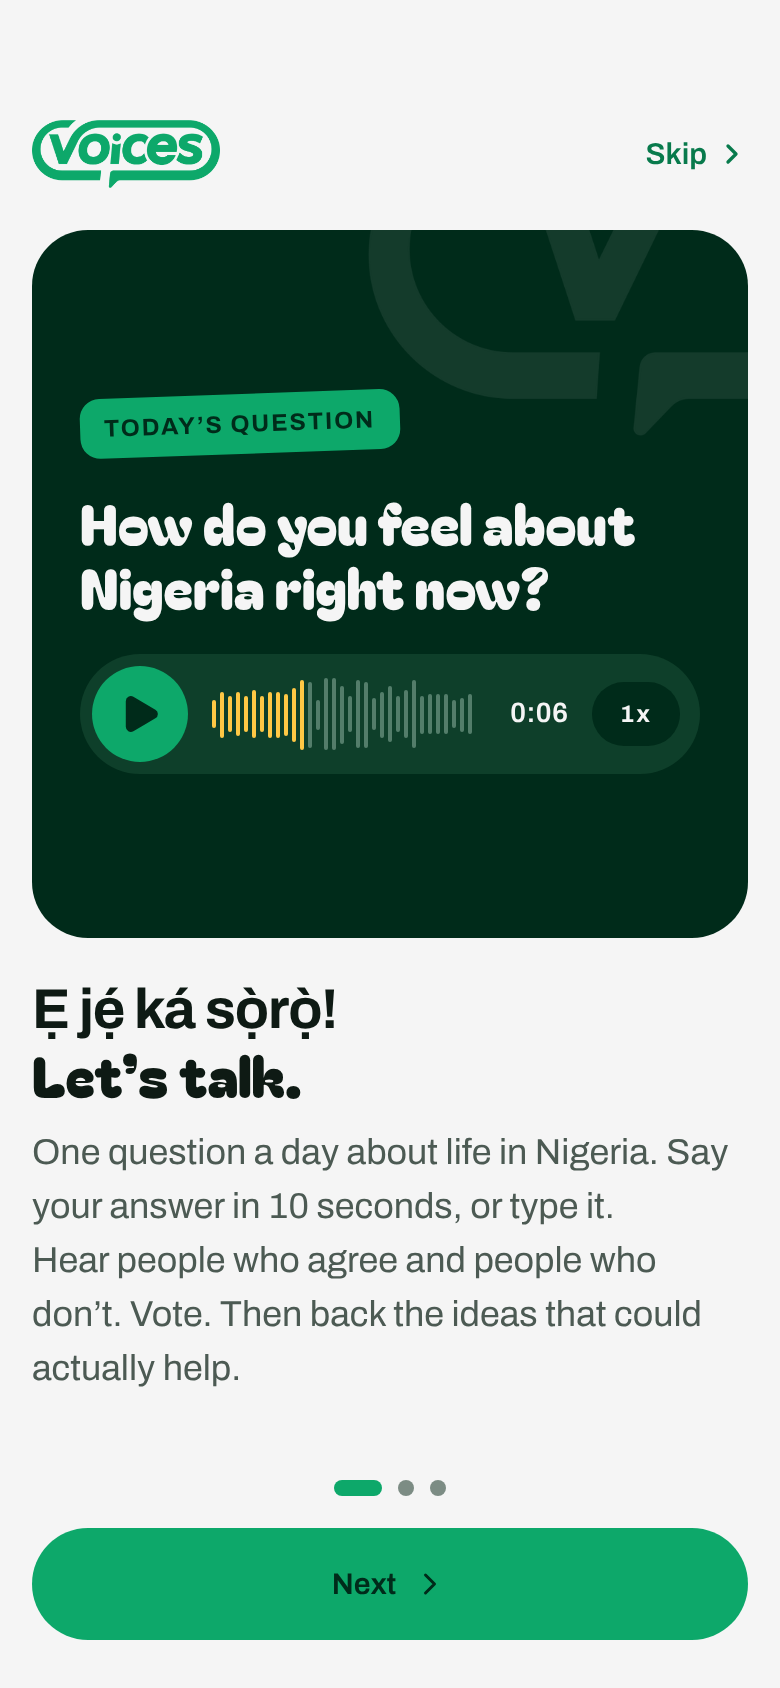 Voices
Skip
TODAY’S QUESTION
How do you feel about
Nigeria right now?
0:06
1x
Ẹ jẹ́ ká sọ̀rọ̀!
Let’s talk.
One question a day about life in Nigeria. Say
your answer in 10 seconds, or type it.
Hear people who agree and people who
don’t. Vote. Then back the ideas that could
actually help.
Next